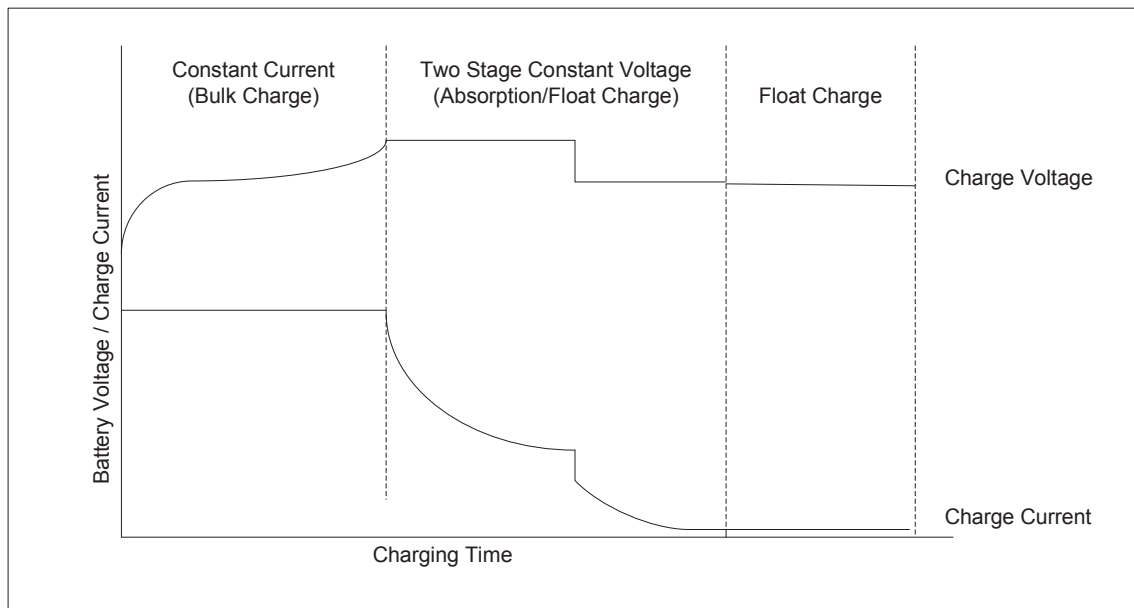 Constant Current
(Bulk Charge)
Two Stage Constant Voltage
(Absorption/Float Charge)
Float Charge
Charge Voltage
Battery Voltage / Charge Current
Charge Current
Charging Time